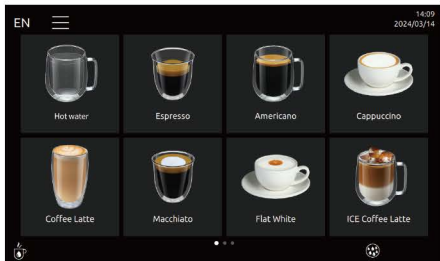 EN
14:09
2024/03/14
Hot water
Espresso
Americano
Cappuccino
Coffee Latte
Macchiato
Flat White
ICE Coffee Latte